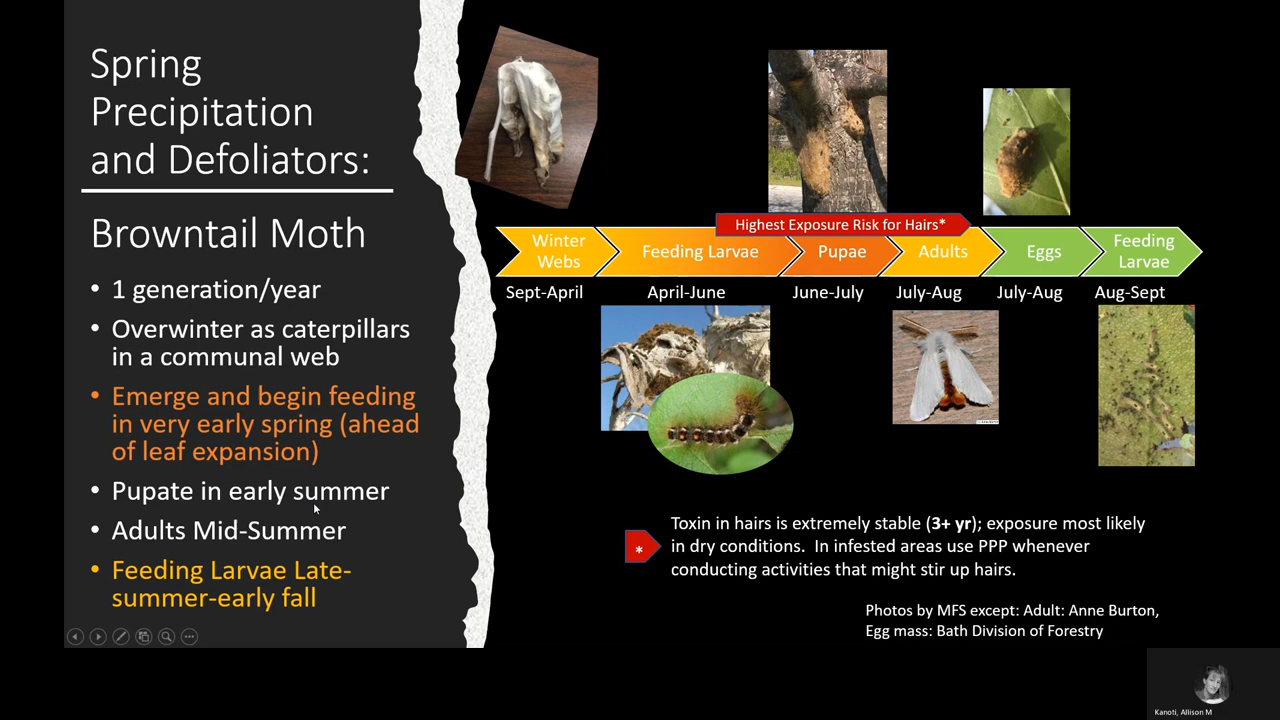 Spring
Precipitation
and Defoliators:
Browntail Moth
• 1 generation/year
• Overwinter as caterpillars
in a communal web
• Emerge and begin feeding
in very early spring (ahead
of leaf expansion)
• Pupate in early summer
• Adults Mid-Summer
• Feeding Larvae Late-
summer-early fall
Highest Exposure Risk for Hairs*
Winter
Webs
Feeding Larvae
Pupae
Adults
Eggs
Feeding
Larvae
Sept-April
April-June
June-July
July-Aug
July-Aug
Aug-Sept
*
Toxin in hairs is extremely stable (3+ yr); exposure most likely
in dry conditions. In infested areas use PPP whenever
conducting activities that might stir up hairs.
Photos by MFS except: Adult: Anne Burton,
Egg mass: Bath Division of Forestry
Kanoti, Allison M